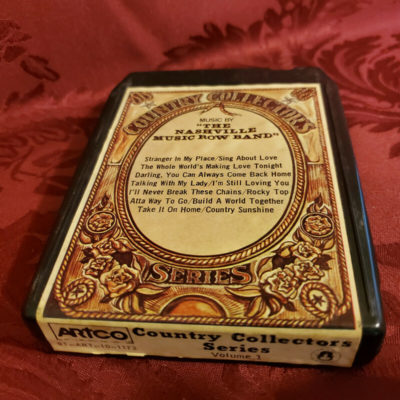 COUNTRY COLLECTORS
MUSIC BY
"THE
NASHVILLE
MUSIC ROW BAND"
Stranger In My Place/Sing About Love
The Whole World's Making Love Tonight
Darling, You Can Always Come Back Home
Talking With My Lady/I'm Still Loving You
I'll Never Break These Chains/Rocky Top
Atta Way To Go/Build A World Together
Take It On Home/Country Sunshine
SERIES
ARTCO
Country Collectors
Series
Volume 1